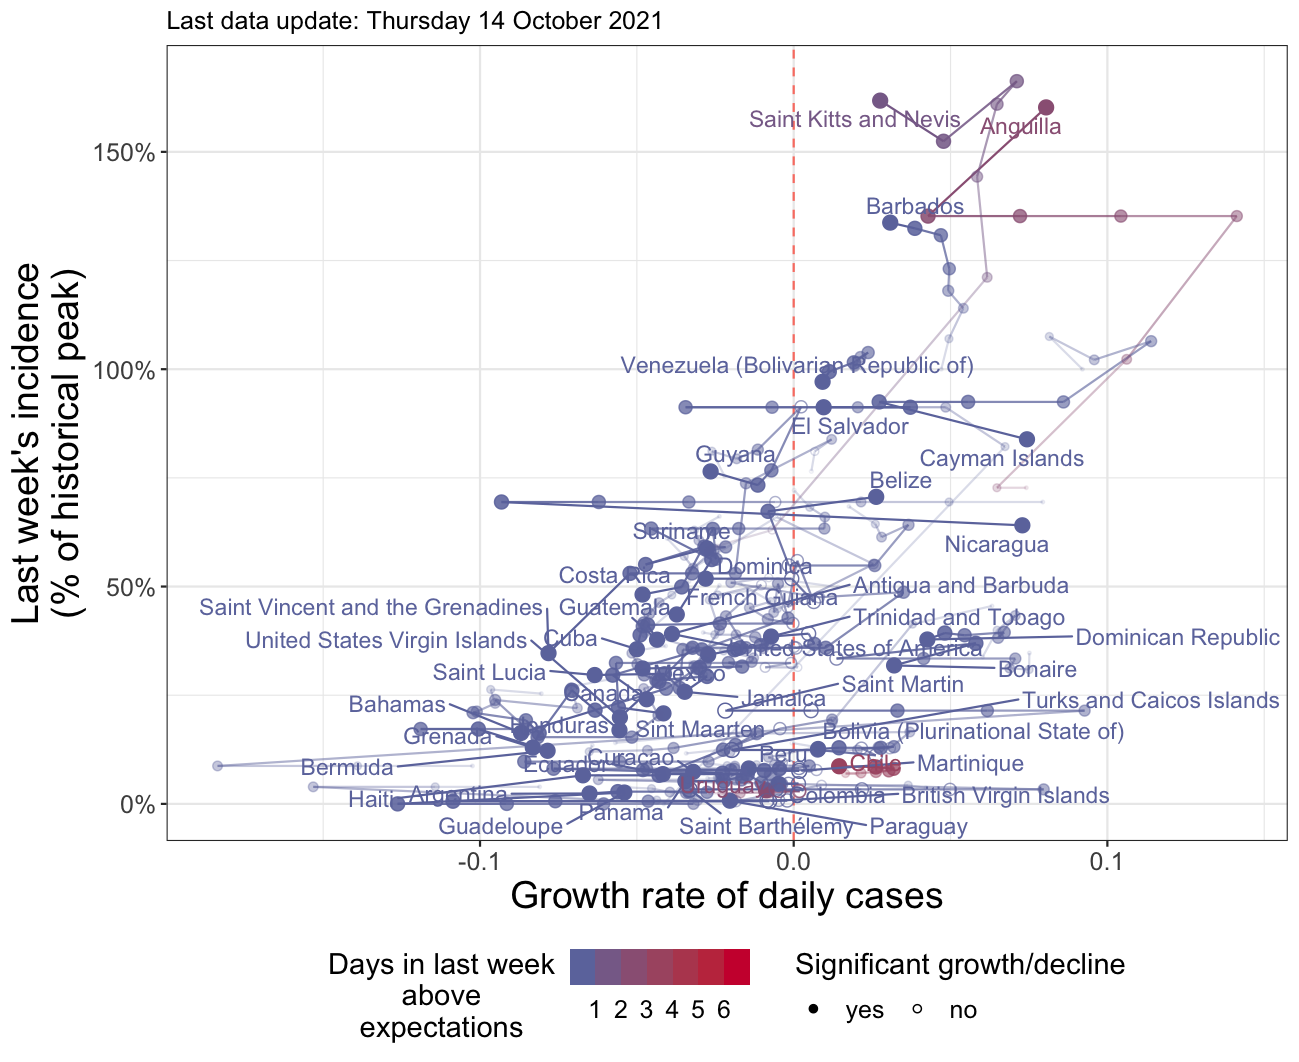 Last data update: Thursday 14 October 2021
Last week's incidence
(% of historical peak)
150%
100%
50%
0%
Saint Kitts and Nevis
Anguilla
Barbados
Venezuela (Bolivarian Republic of)
El Salvador
Guyana
Cayman Islands
Belize
Suriname
Nicaragua
Costa Rica
Dominica
Antigua and Barbuda
French Guiana
Saint Vincent and the Grenadines
Guatemala
Trinidad and Tobago
United States Virgin Islands
Cuba
Dominican Republic
United States of America
Saint Lucia
Mexico
Bonaire
Canada
Saint Martin
Jamaica
Turks and Caicos Islands
Bahamas
Honduras
Sint Maarten
Bolivia (Plurinational State of)
Grenada
Curaçao
Peru
Chile
Martinique
Bermuda
Ecuador
Uruguay
Haiti
Argentina
Colombia
British Virgin Islands
Panama
Guadeloupe
Saint Barthélemy
Paraguay
-0.1
0.0
0.1
Growth rate of daily cases
Days in last week
above
expectations
1 2 3 4 5 6
Significant growth/decline
yes
no